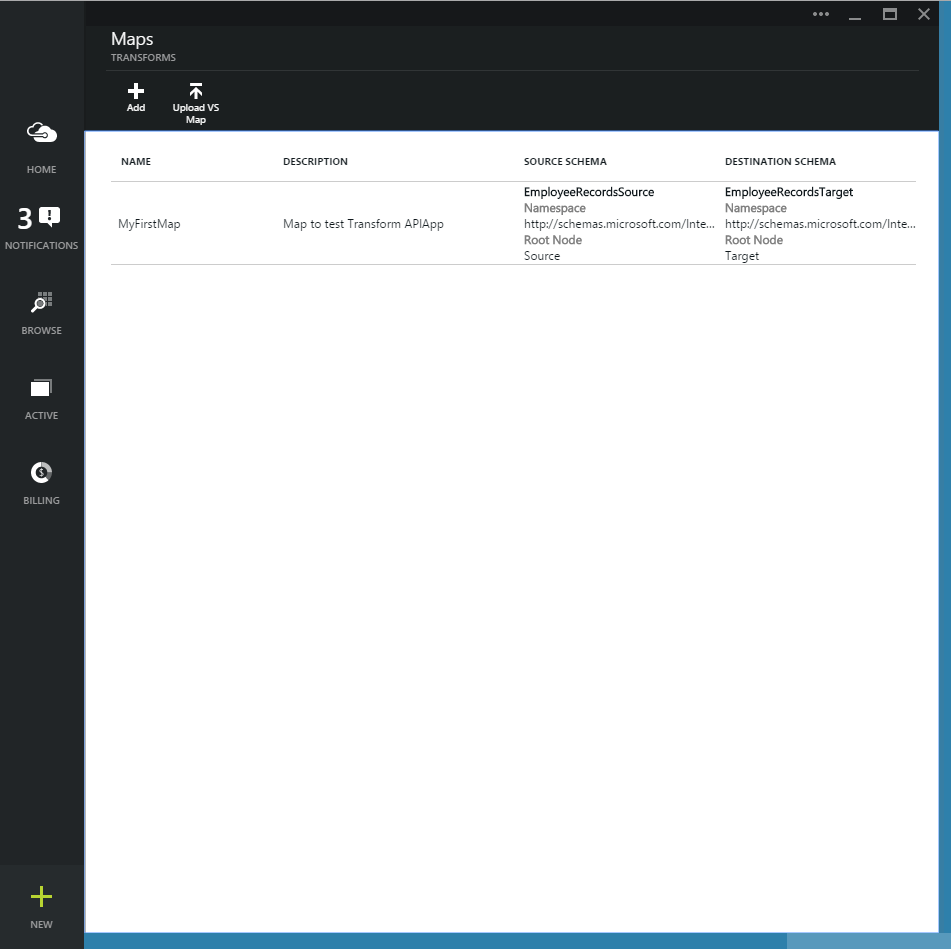 Maps
TRANSFORMS
Add
Upload VS
Map
HOME
3
NOTIFICATIONS
BROWSE
ACTIVE
BILLING
NEW
NAME DESCRIPTION SOURCE SCHEMA DESTINATION SCHEMA
EmployeeRecordsSource EmployeeRecordsTarget
Namespace Namespace
MyFirstMap Map to test Transform APIApp http://schemas.microsoft.com/Inte... http://schemas.microsoft.com/Inte...
Root Node Root Node
Source Target